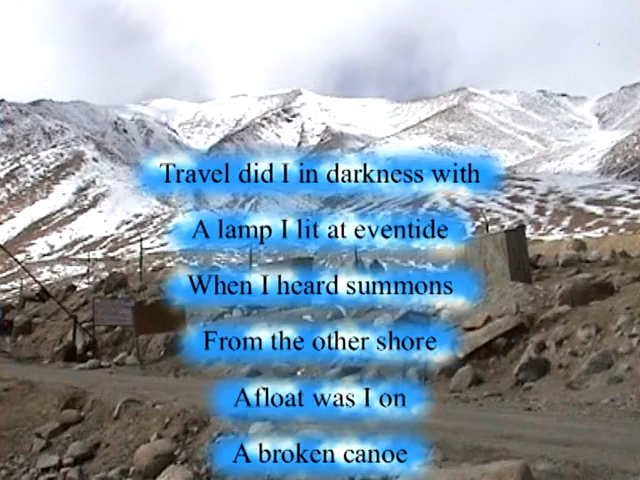 Travel did I in darkness with
A lamp I lit at eventide
When I heard summons
From the other shore
Afloat was I on
A broken canoe